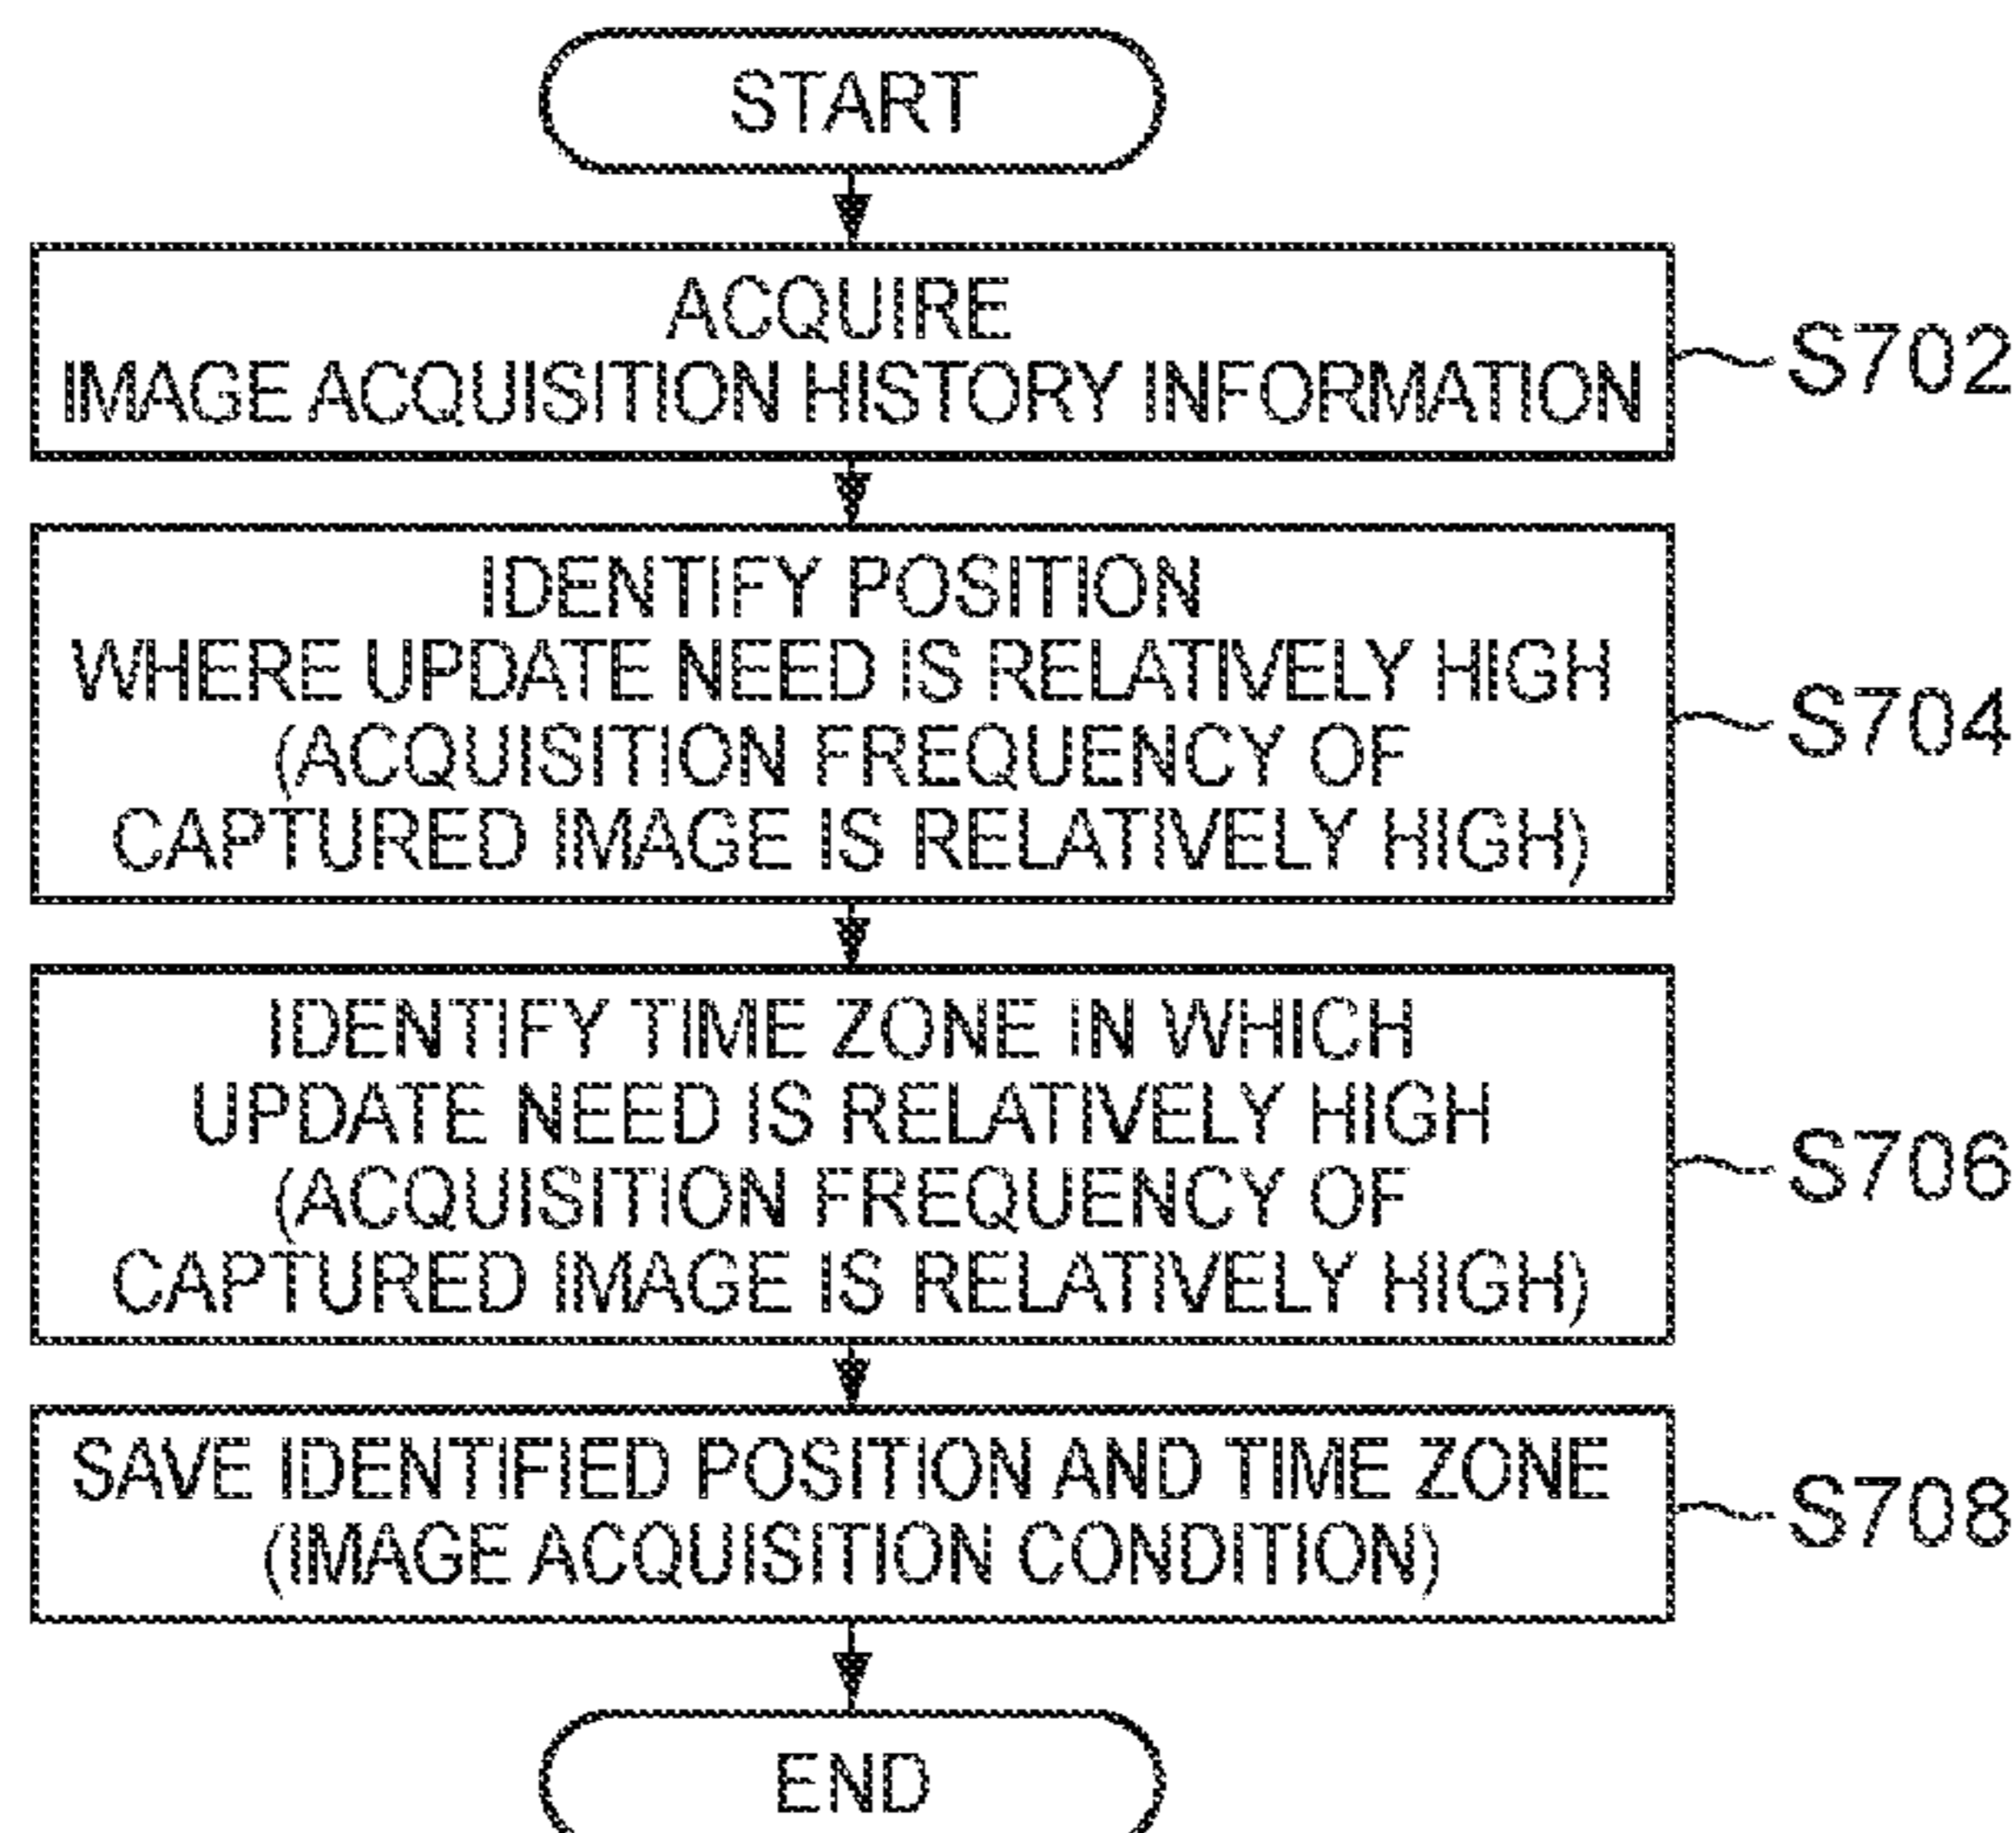 START
ACQUIRE
IMAGE ACQUISITION HISTORY INFORMATION
S702
IDENTIFY POSITION
WHERE UPDATE NEED IS RELATIVELY HIGH
(ACQUISITION FREQUENCY OF
CAPTURED IMAGE IS RELATIVELY HIGH)
S704
IDENTIFY TIME ZONE IN WHICH
UPDATE NEED IS RELATIVELY HIGH
(ACQUISITION FREQUENCY OF
CAPTURED IMAGE IS RELATIVELY HIGH)
S706
SAVE IDENTIFIED POSITION AND TIME ZONE
(IMAGE ACQUISITION CONDITION)
S708
END